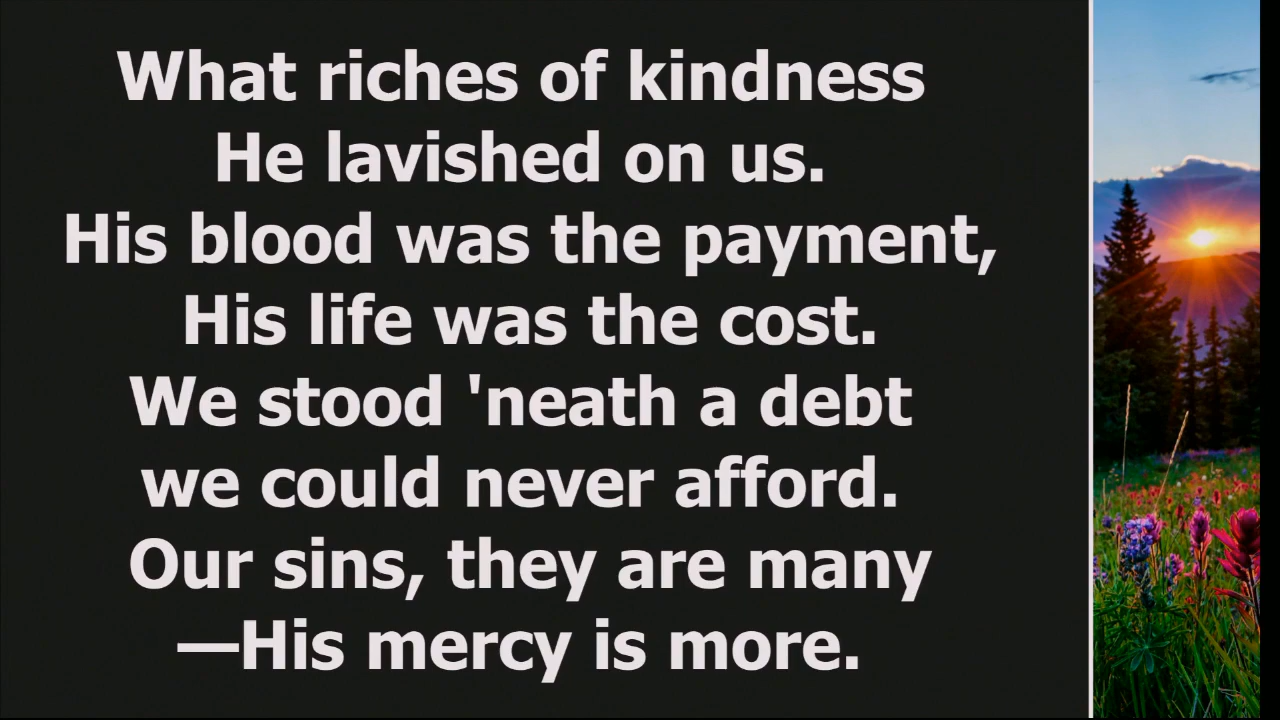 What riches of kindness
He lavished on us.
His blood was the payment,
His life was the cost.
We stood 'neath a debt
we could never afford.
Our sins, they are many
—His mercy is more.